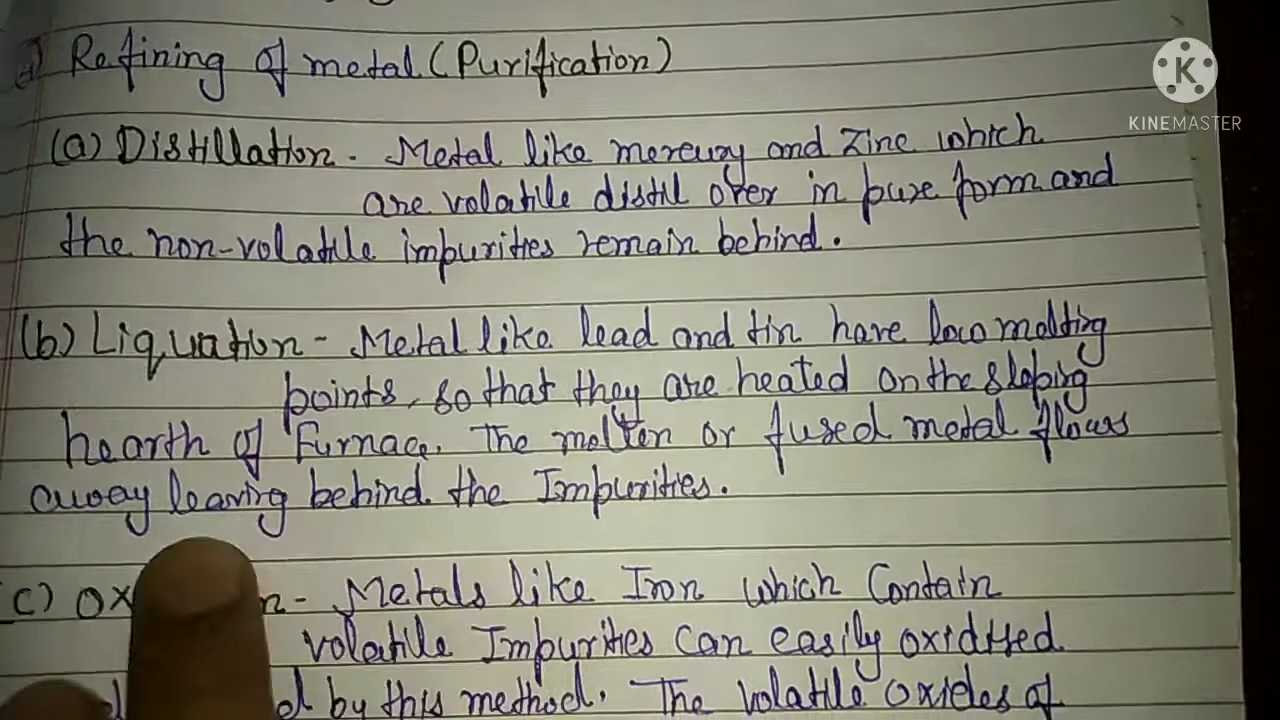 Refining of metal (Purification)
K
KINEMASTER
(a) Distillation - Metal like mercury and Zinc which
are volatile distil over in pure form and
the non-volatile impurities remain behind.
(b) Liquation - Metal like lead and tin have low melting
points, so that they are heated on the sloping
hearth of Furnace. The molten or fused metal flows
away leaving behind the Impurities.
c) Metals like Iron which Contain
volatile Impurities can easily
by this method. The volatile oxides of